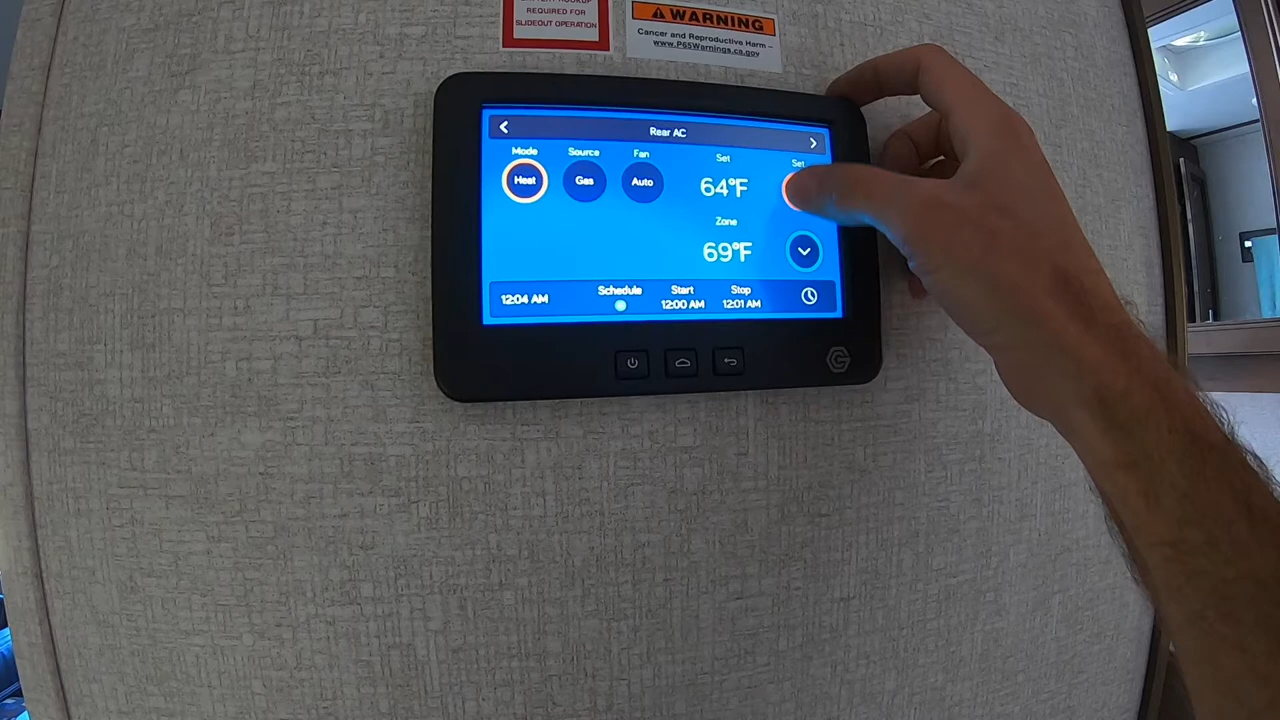 REQUIRED FOR
SLIDEOUT OPERATION
WARNING
Cancer and Reproductive Harm –
www.P65Warnings.ca.gov
Rear AC
Mode Source Fan Set Set
Heat Gas Auto 64°F
Zone
69°F
12:04 AM Schedule Start Stop
12:00 AM 12:01 AM